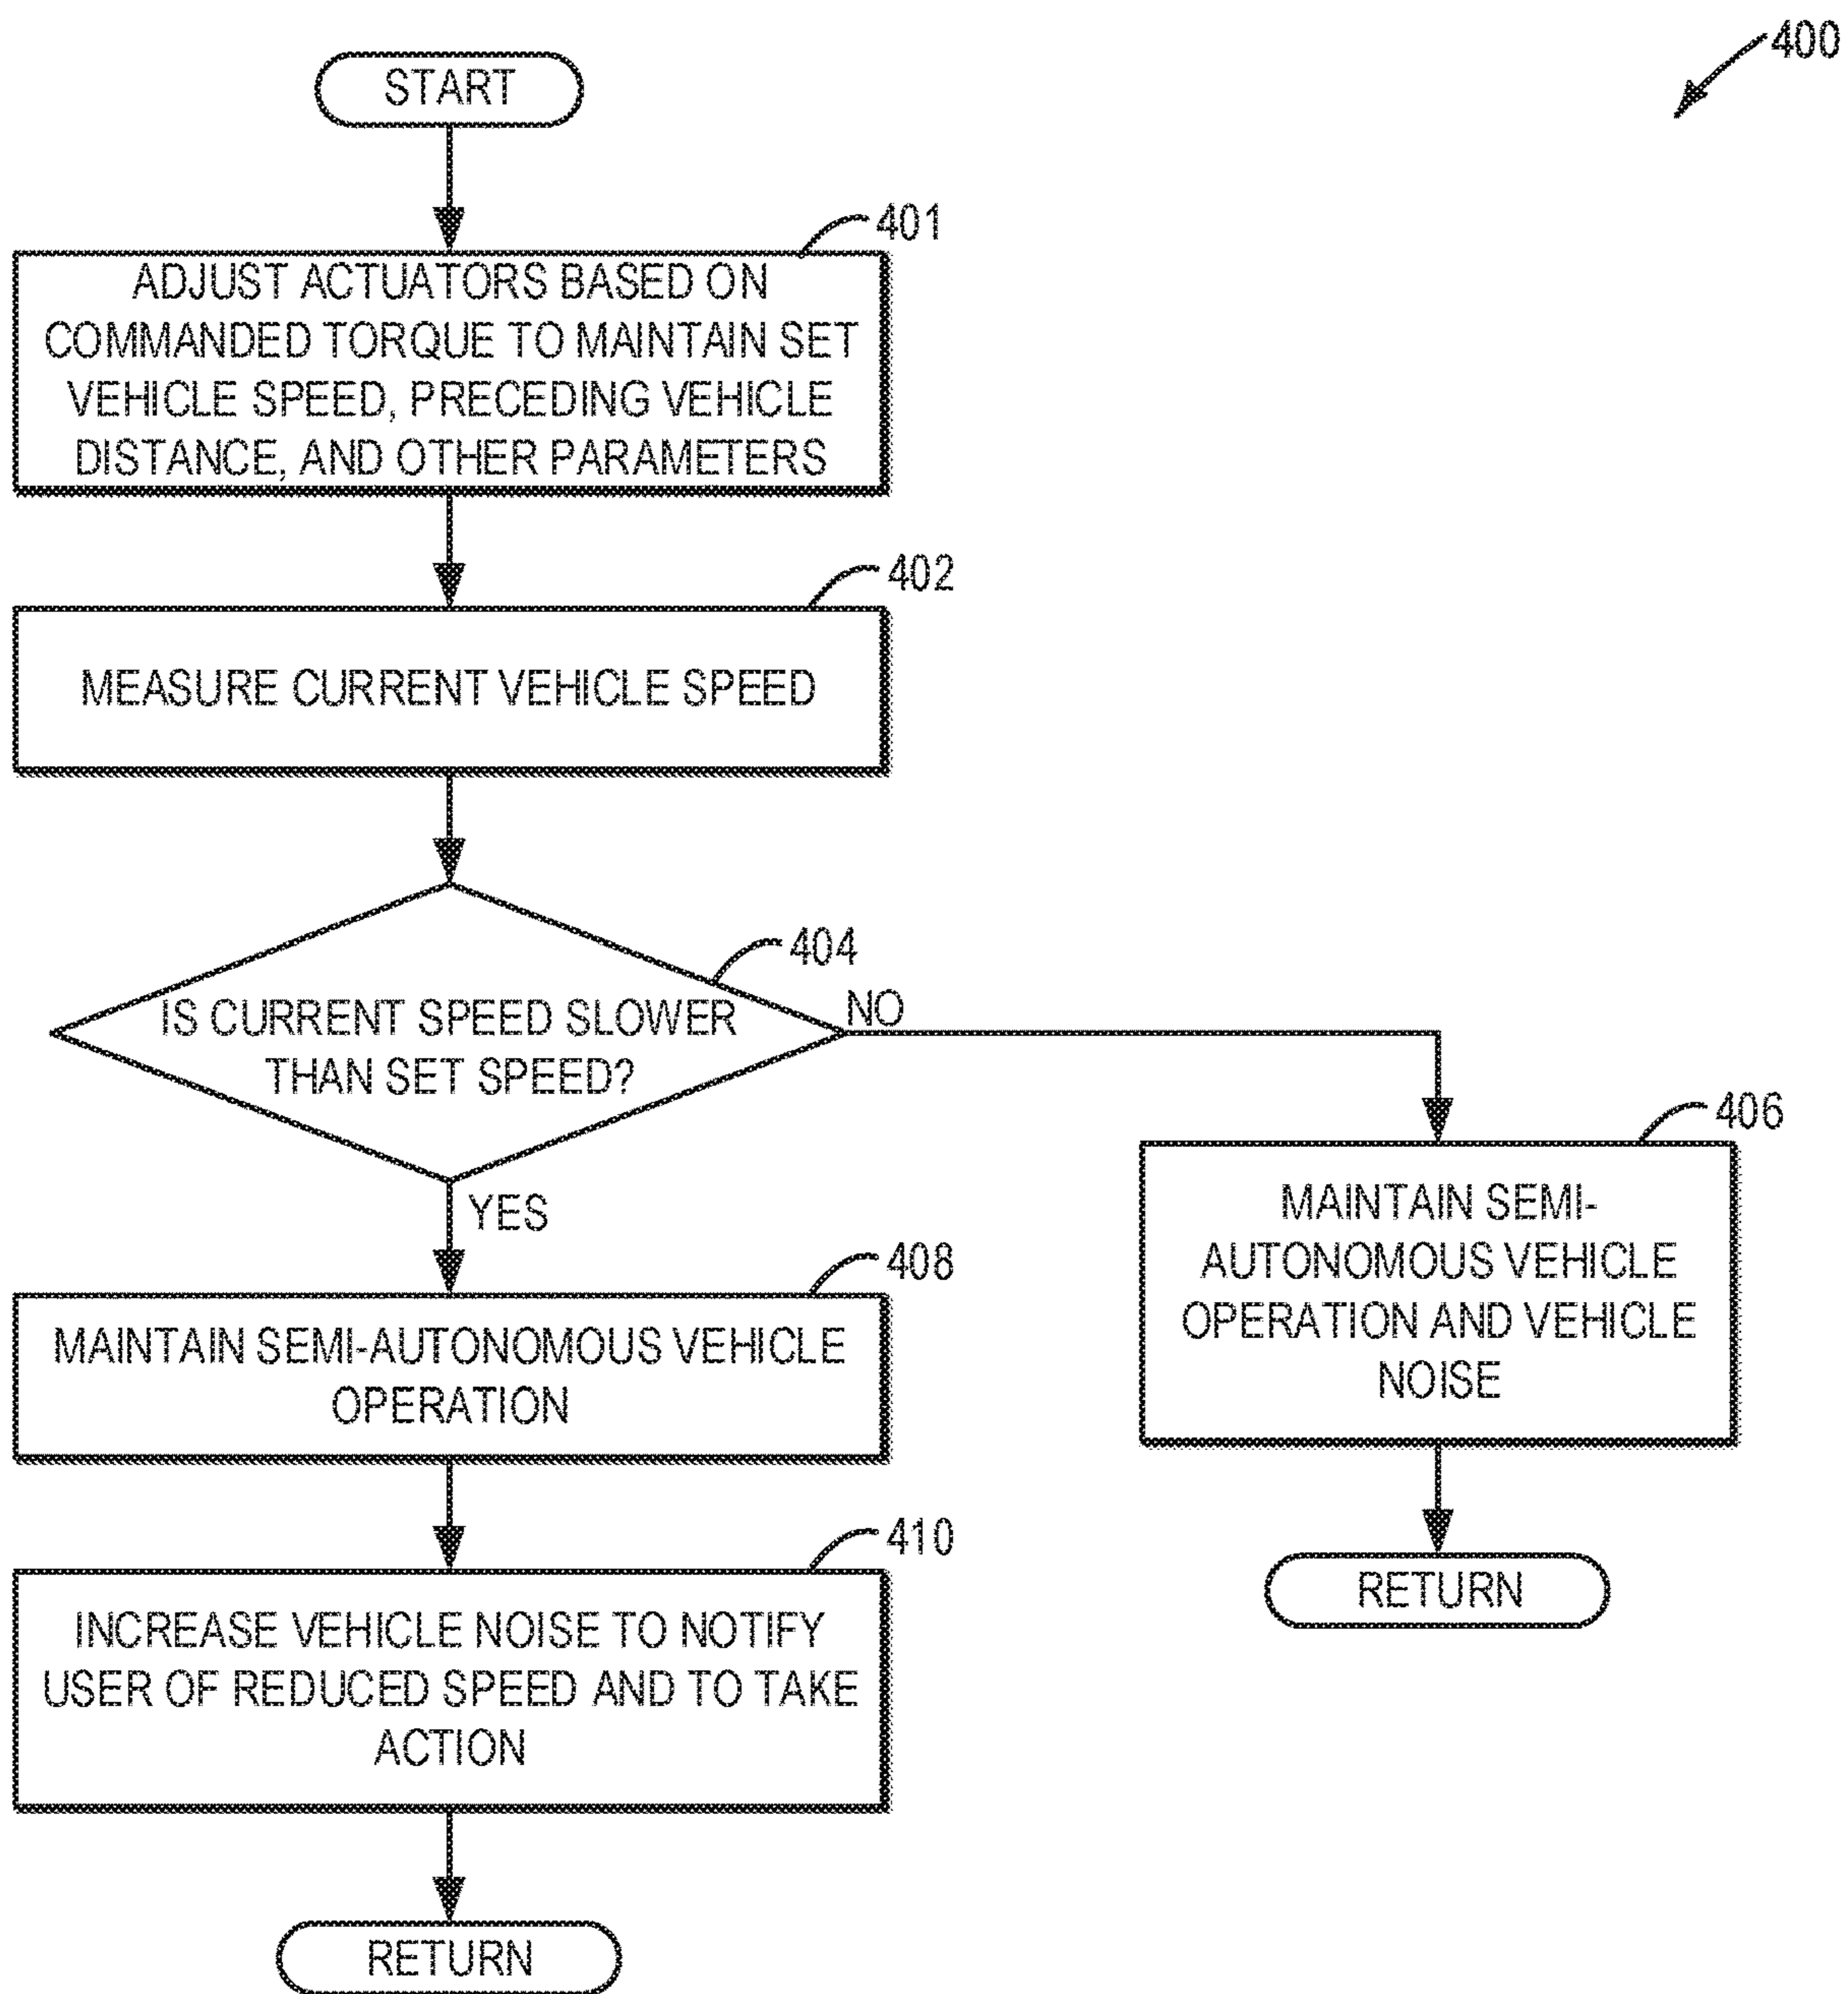 400
START
401
ADJUST ACTUATORS BASED ON
COMMANDED TORQUE TO MAINTAIN SET
VEHICLE SPEED, PRECEDING VEHICLE
DISTANCE, AND OTHER PARAMETERS
402
MEASURE CURRENT VEHICLE SPEED
404
IS CURRENT SPEED SLOWER
THAN SET SPEED?
NO
YES
406
MAINTAIN SEMI-
AUTONOMOUS VEHICLE
OPERATION AND VEHICLE
NOISE
RETURN
408
MAINTAIN SEMI-AUTONOMOUS VEHICLE
OPERATION
410
INCREASE VEHICLE NOISE TO NOTIFY
USER OF REDUCED SPEED AND TO TAKE
ACTION
RETURN